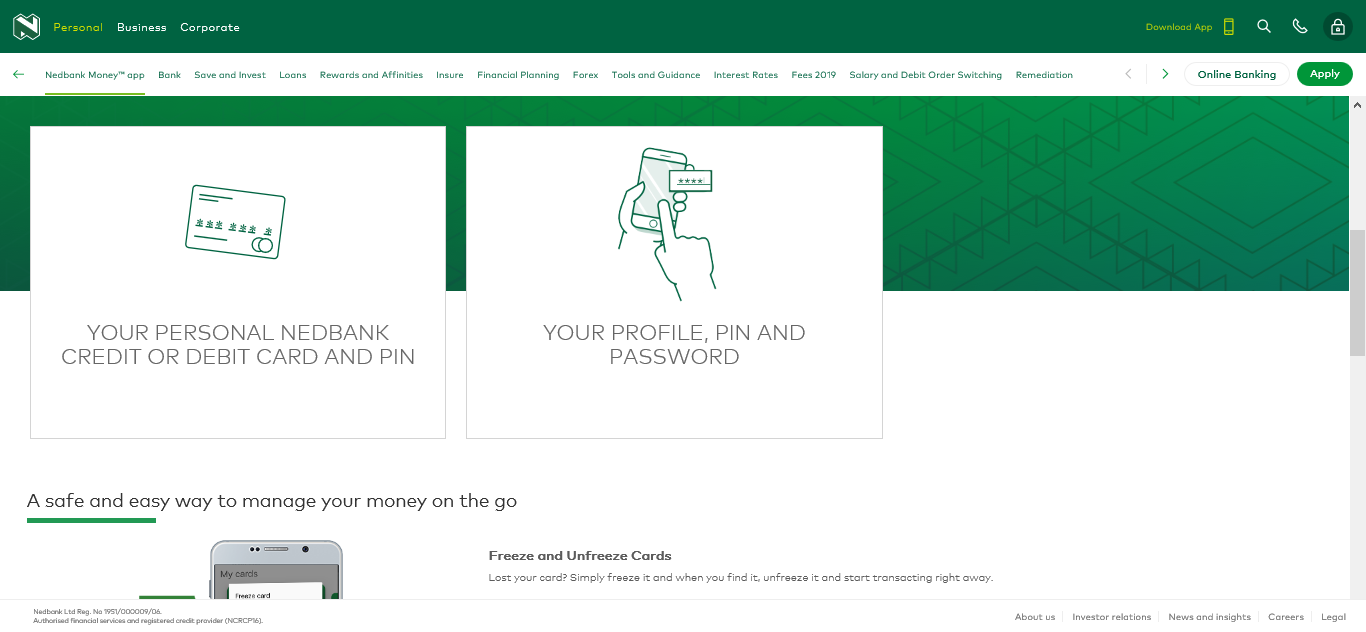 Personal Business Corporate
Download App
Nedbank Money™ app Bank Save and Invest Loans Rewards and Affinities Insure Financial Planning Forex Tools and Guidance Interest Rates Fees 2019 Salary and Debit Order Switching Remediation
Online Banking Apply
YOUR PERSONAL NEDBANK
CREDIT OR DEBIT CARD AND PIN
****
YOUR PROFILE, PIN AND
PASSWORD
A safe and easy way to manage your money on the go
My cards
Freeze card
Freeze and Unfreeze Cards
Lost your card? Simply freeze it and when you find it, unfreeze it and start transacting right away.
Nedbank Ltd Reg. No 1951/000009/06.
Authorised financial services and registered credit provider (NCRCP16).
About us Investor relations News and insights Careers Legal